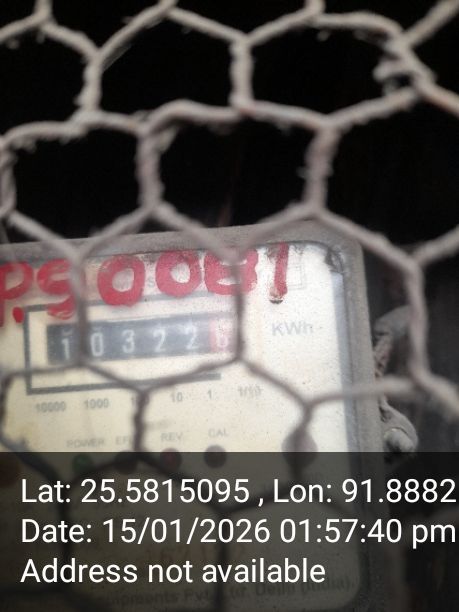 P.S 0081
10322
KWh
10000 1000 10 1 1/10
POWER REV. CAL
Lat: 25.5815095 , Lon: 91.8882
Date: 15/01/2026 01:57:40 pm
Address not available